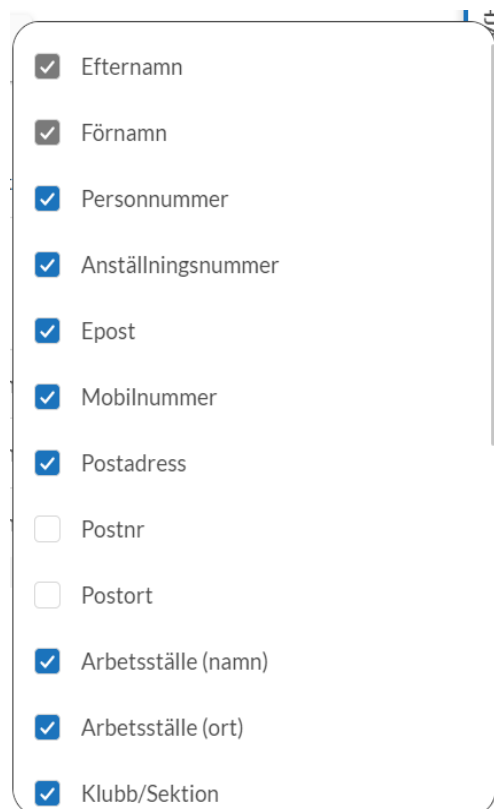 Efternamn
Förnamn
Personnummer
Anställningsnummer
Epost
Mobilnummer
Postadress
Postnr
Postort
Arbetsställe (namn)
Arbetsställe (ort)
Klubb/Sektion